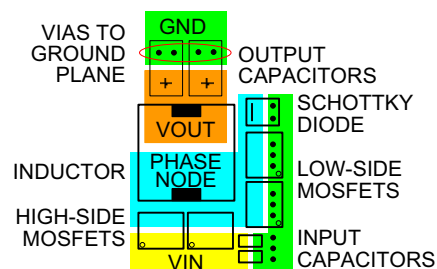 VIAS TO
GROUND
PLANE
GND
OUTPUT
CAPACITORS
+ +
VOUT
SCHOTTKY
DIODE
INDUCTOR
PHASE
NODE
LOW-SIDE
MOSFETS
HIGH-SIDE
MOSFETS
VIN
INPUT
CAPACITORS